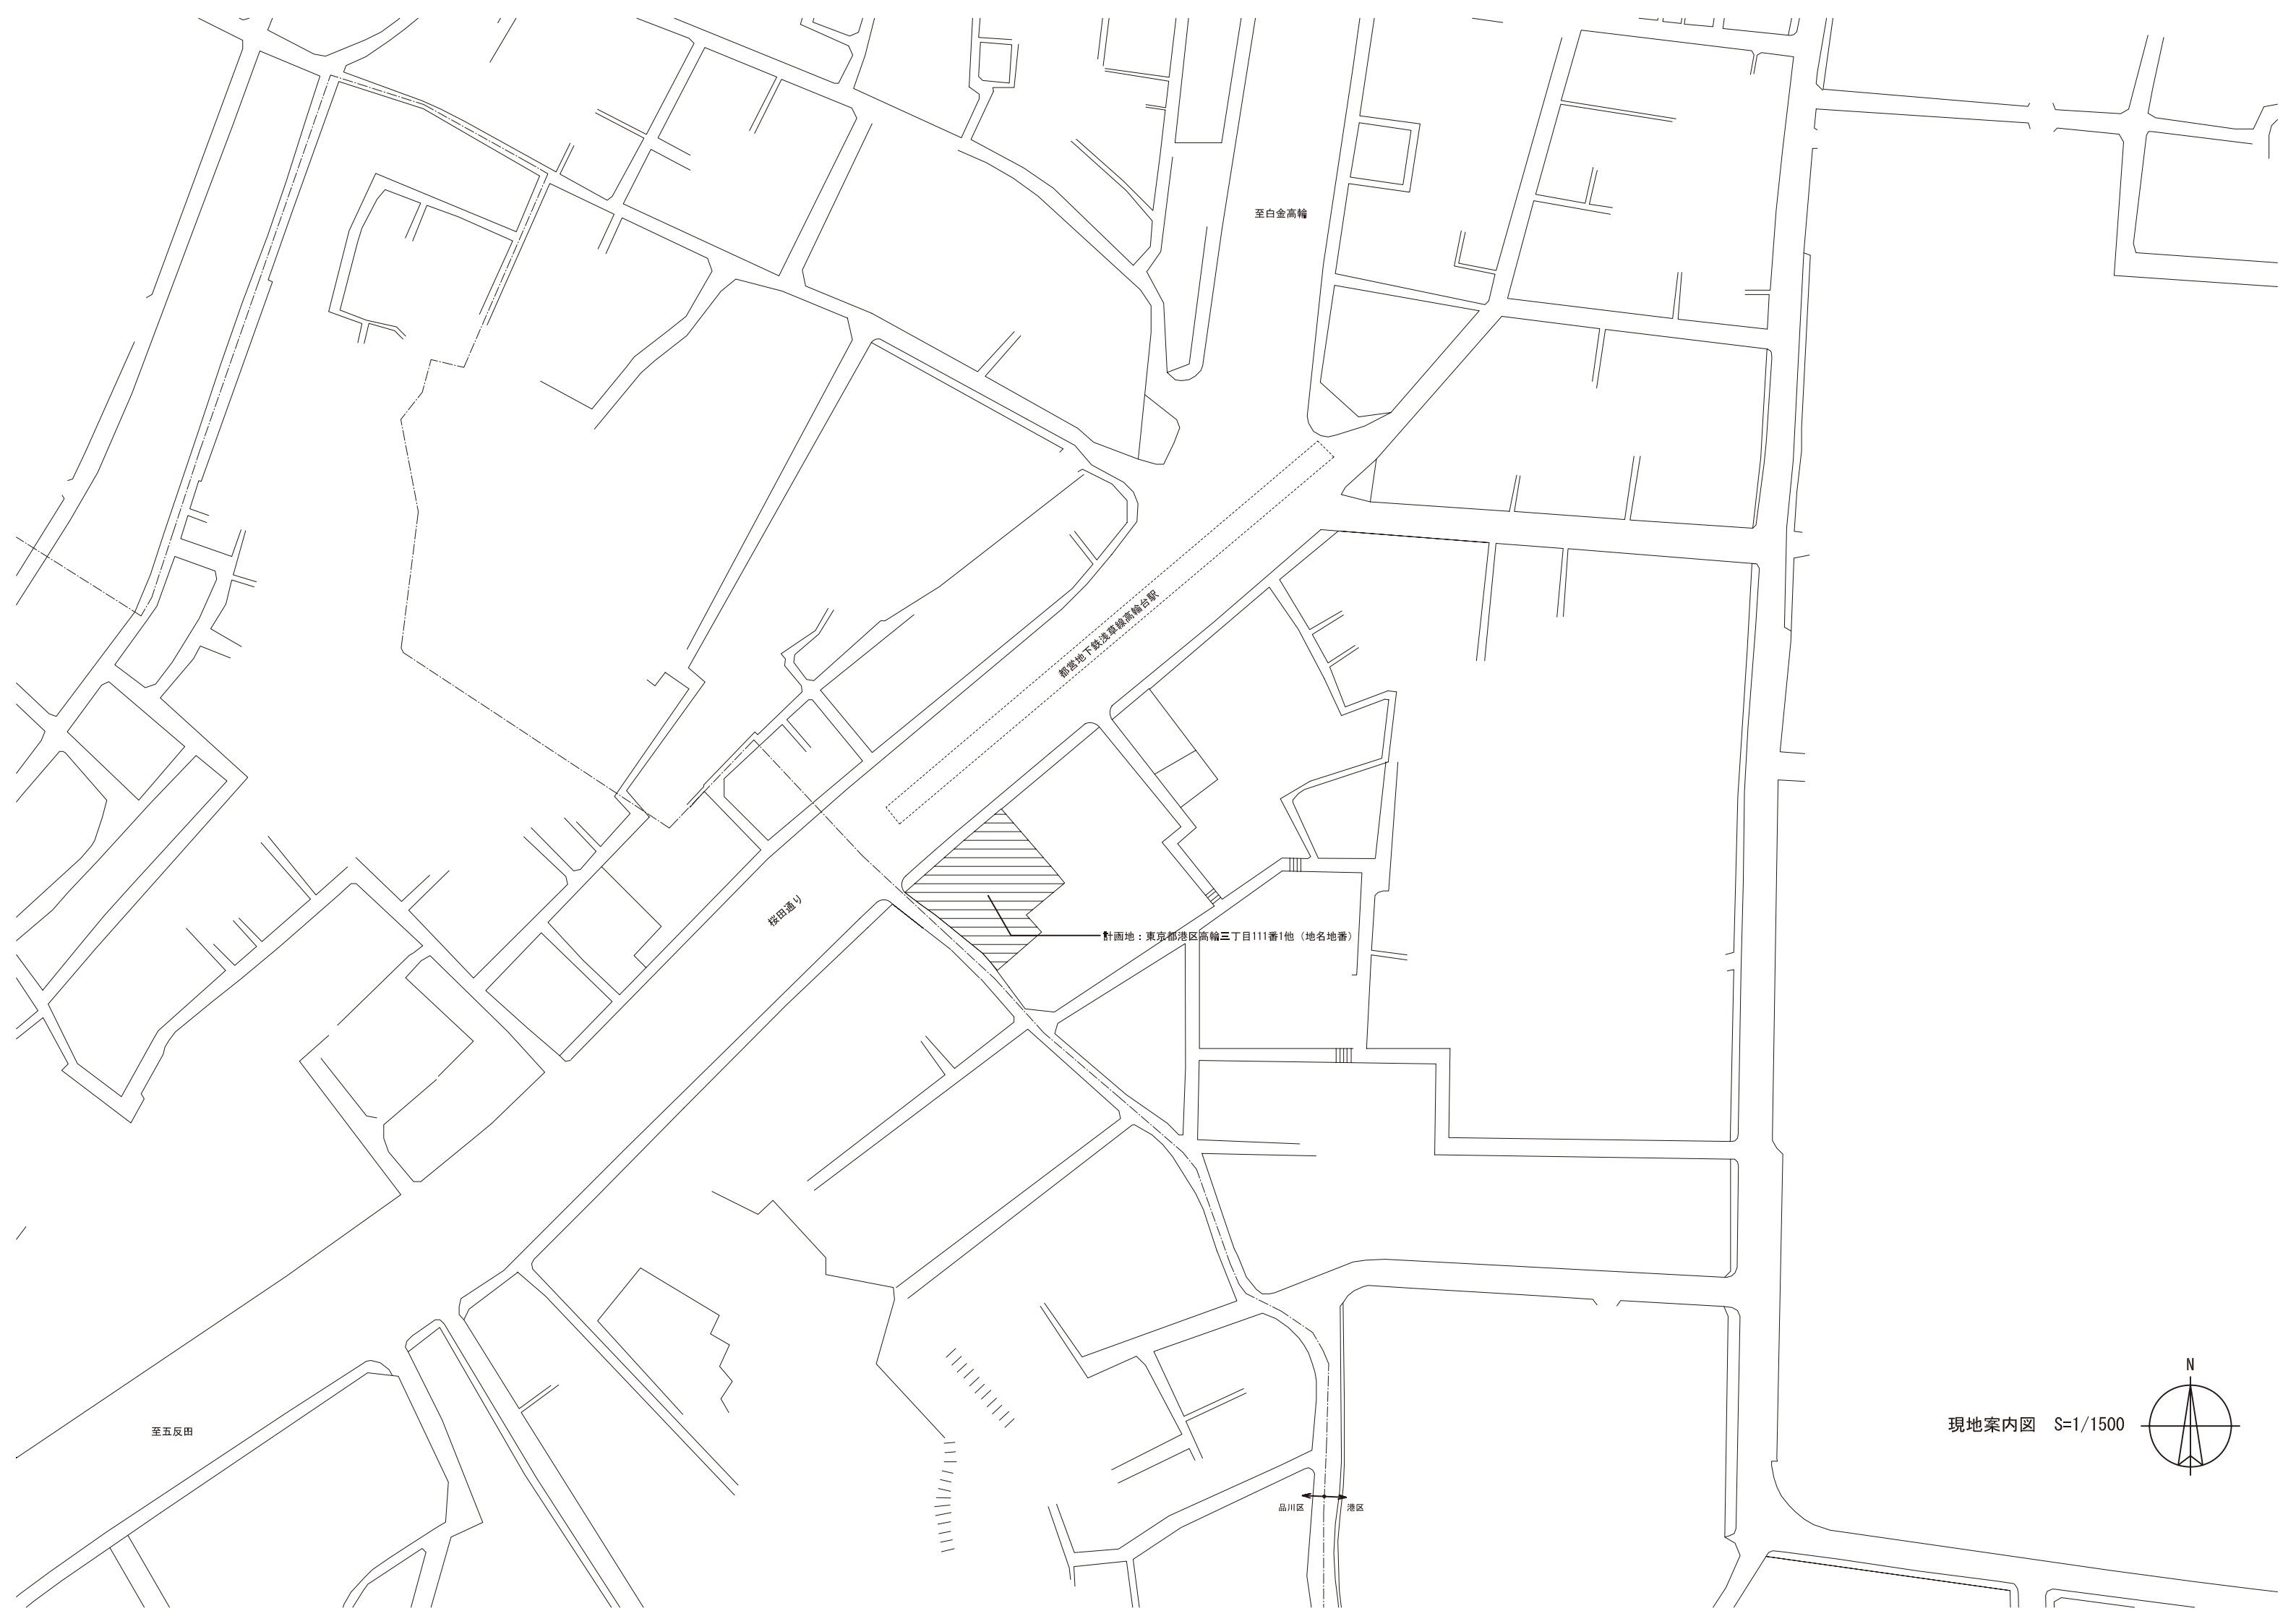 至白金高輪
都営地下鉄浅草線高輪台駅
桜田通り
計画地：東京都港区高輪三丁目111番1他（地名地番）
至五反田
N
現地案内図　S=1/1500
品川区
港区